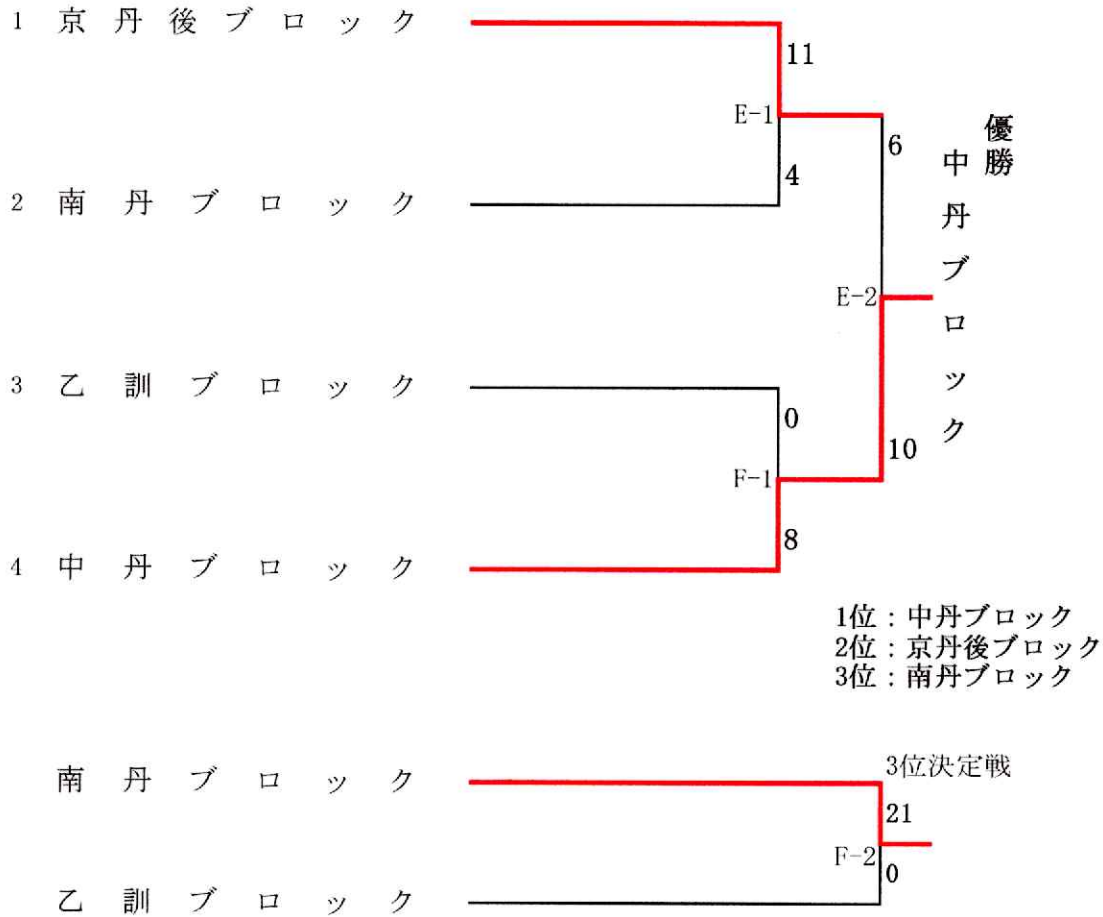 1 京丹後ブロック
11
E-1
4
2 南丹ブロック
6
優勝
中丹ブロック
E-2
3 乙訓ブロック
0
F-1
8
10
4 中丹ブロック
1位：中丹ブロック
2位：京丹後ブロック
3位：南丹ブロック
3位決定戦
南丹ブロック
21
F-2
0
乙訓ブロック